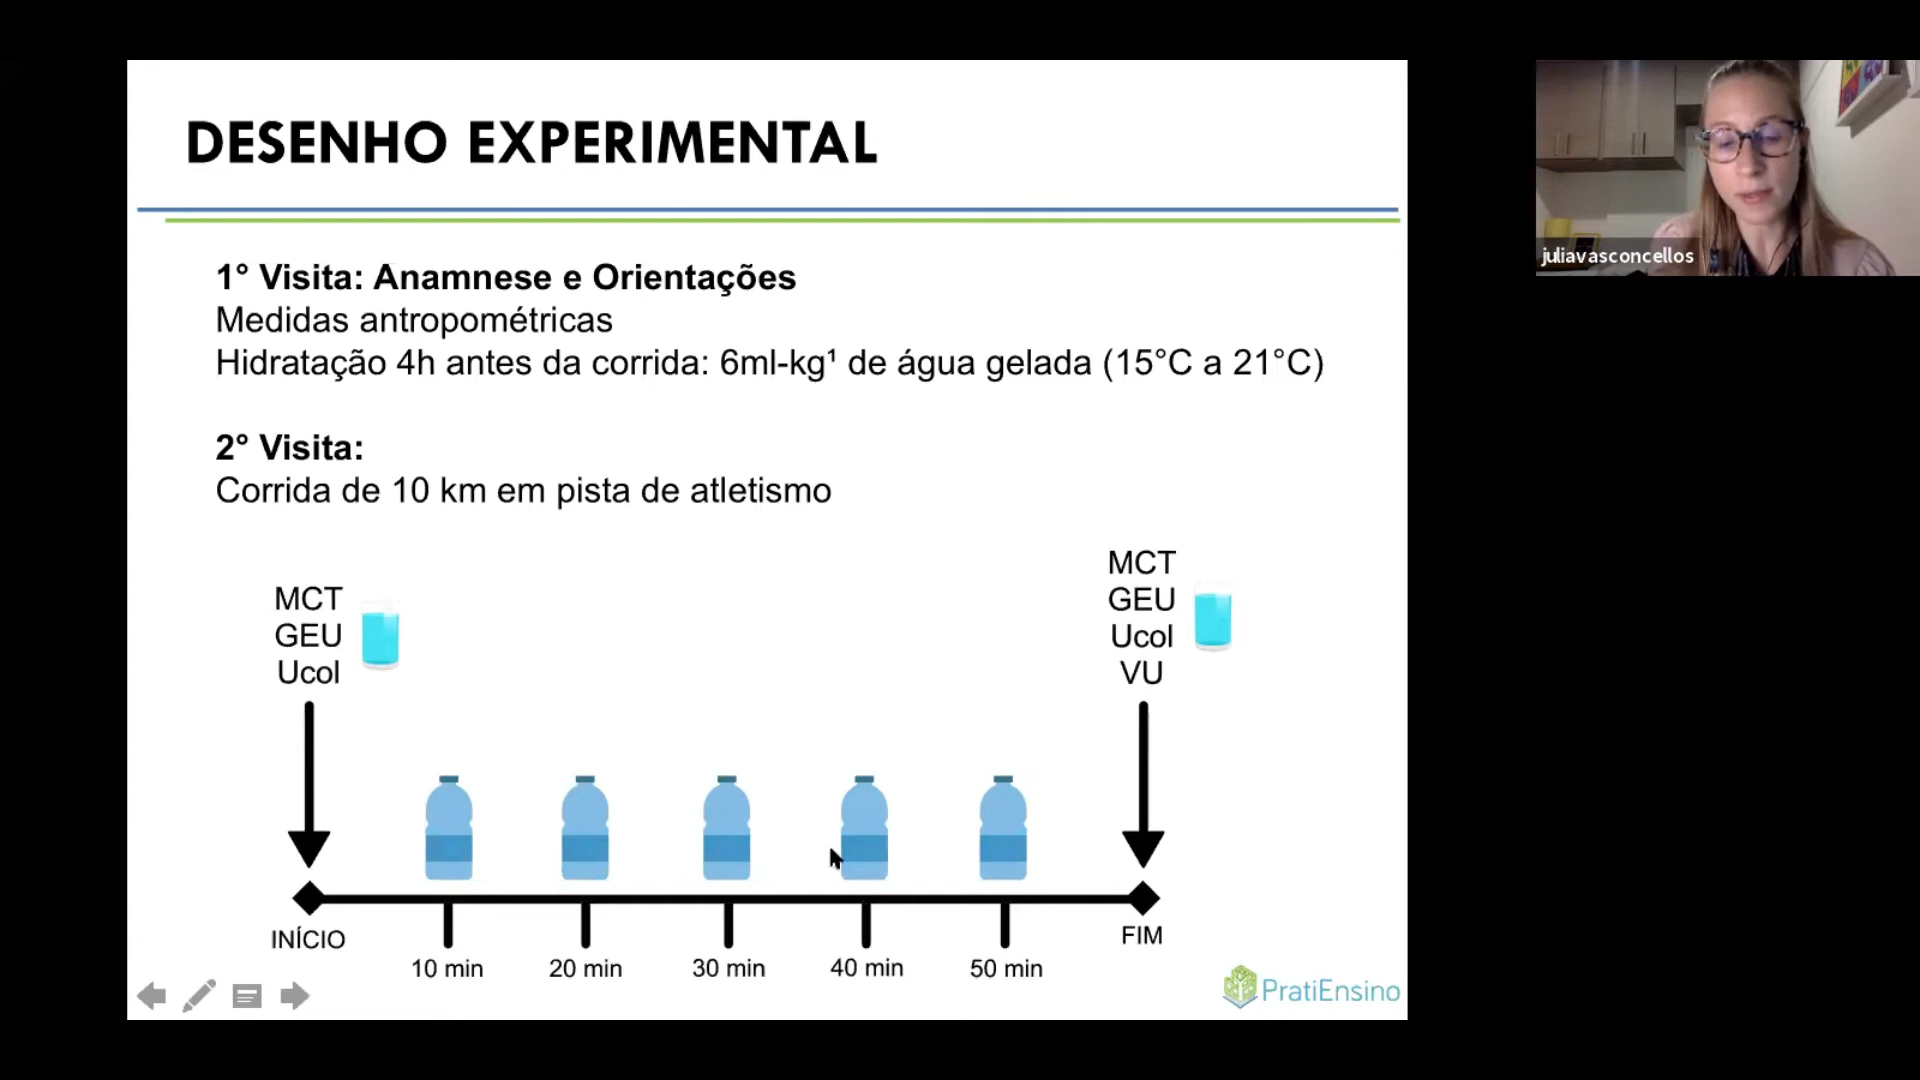 DESENHO EXPERIMENTAL
juliavasconcellos
1° Visita: Anamnese e Orientações
Medidas antropométricas
Hidratação 4h antes da corrida: 6ml-kg¹ de água gelada (15°C a 21°C)
2° Visita:
Corrida de 10 km em pista de atletismo
MCT
GEU
Ucol
MCT
GEU
Ucol
VU
INÍCIO
10 min
20 min
30 min
40 min
50 min
FIM
PratiEnsino